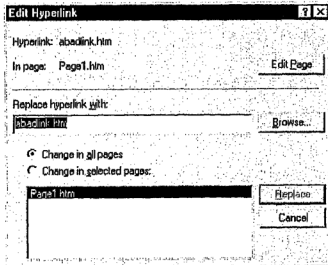 Edit Hyperlink
Hyperlink: abadlink.htm
In page: Page1.htm
Edit Page
Replace hyperlink with:
abadlink.htm
Browse...
Change in all pages
Change in selected pages:
Page1.htm
Replace
Cancel